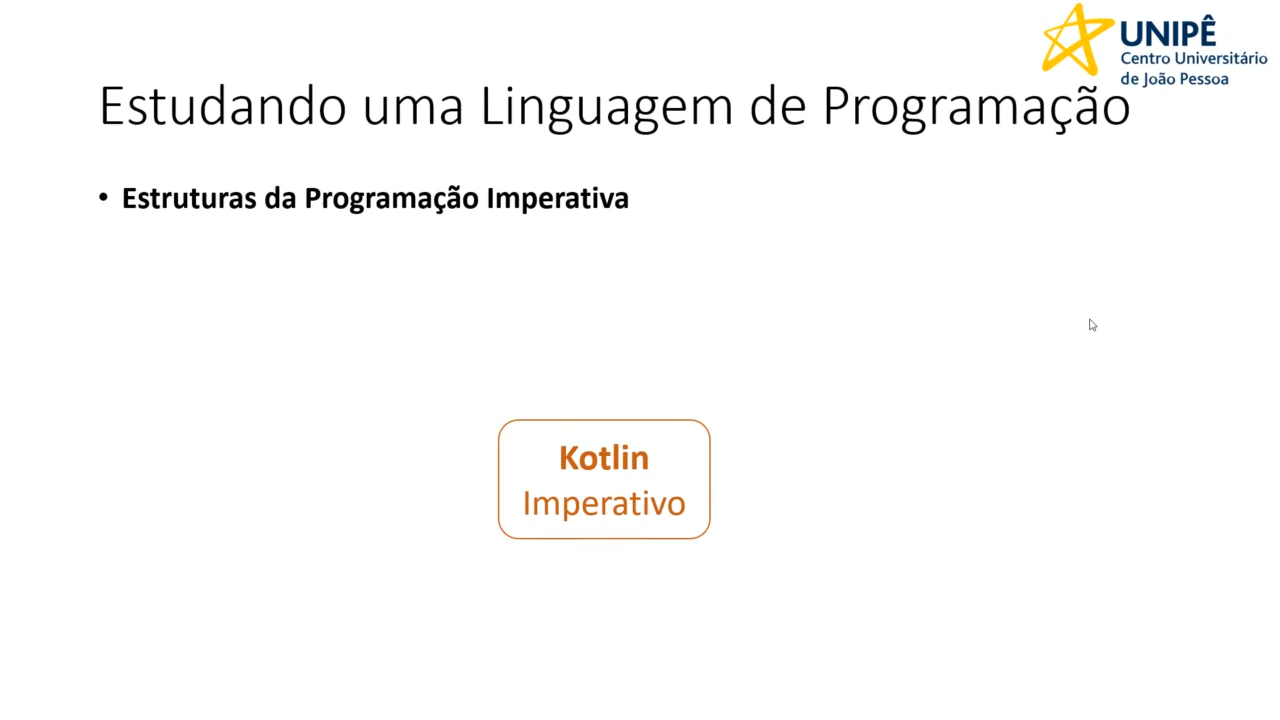 UNIPÊ
Centro Universitário
de João Pessoa
Estudando uma Linguagem de Programação
• Estruturas da Programação Imperativa
Kotlin
Imperativo